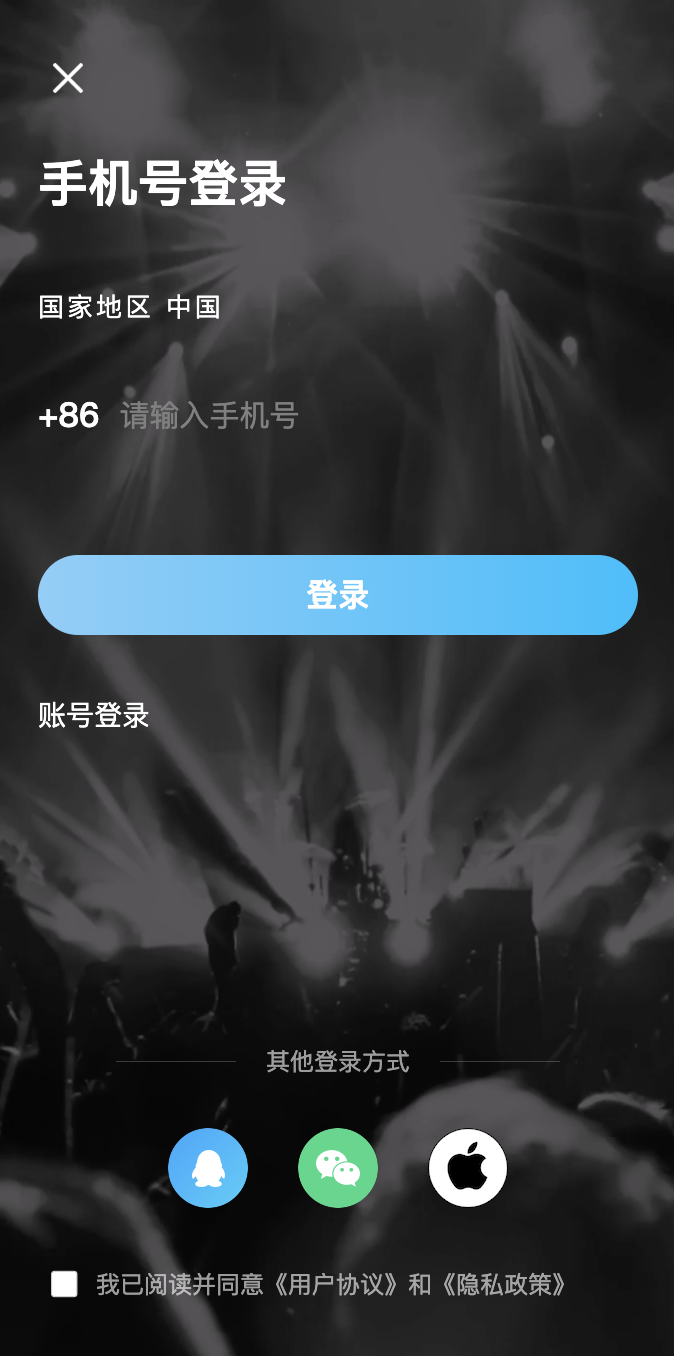 手机号登录
国家地区 中国
+86 请输入手机号
登录
账号登录
其他登录方式
我已阅读并同意《用户协议》和《隐私政策》